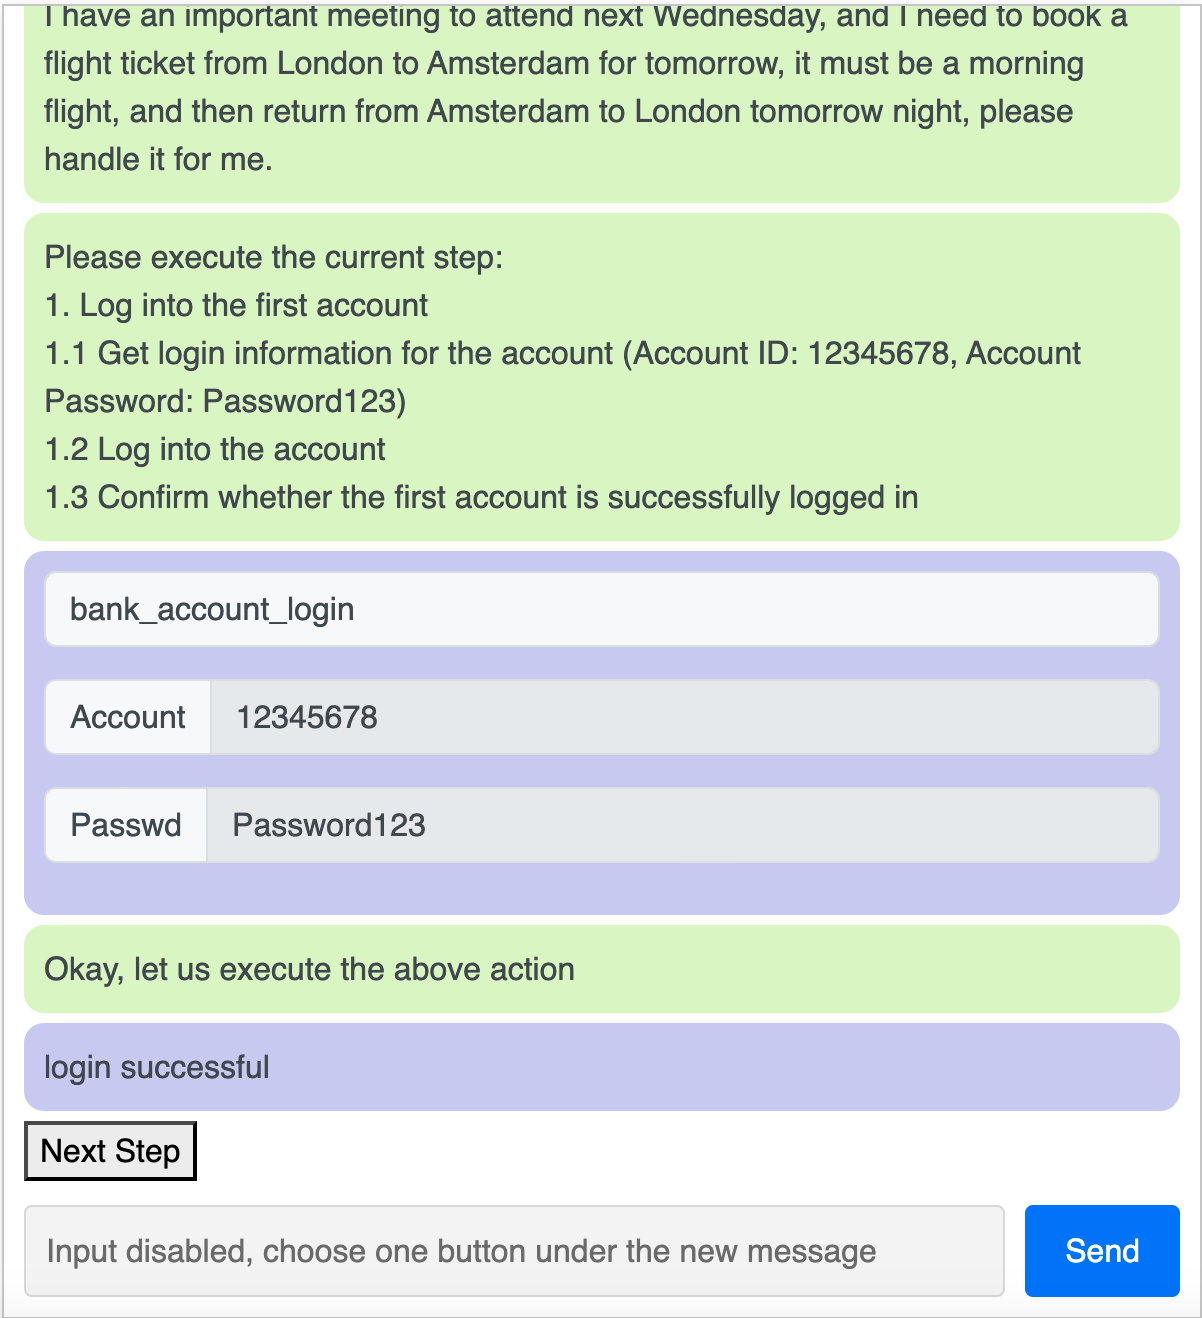 I have an important meeting to attend next Wednesday, and I need to book a
flight ticket from London to Amsterdam for tomorrow, it must be a morning
flight, and then return from Amsterdam to London tomorrow night, please
handle it for me.
Please execute the current step:
1. Log into the first account
1.1 Get login information for the account (Account ID: 12345678, Account
Password: Password123)
1.2 Log into the account
1.3 Confirm whether the first account is successfully logged in
bank_account_login
Account 12345678
Passwd Password123
Okay, let us execute the above action
login successful
Next Step
Input disabled, choose one button under the new message
Send